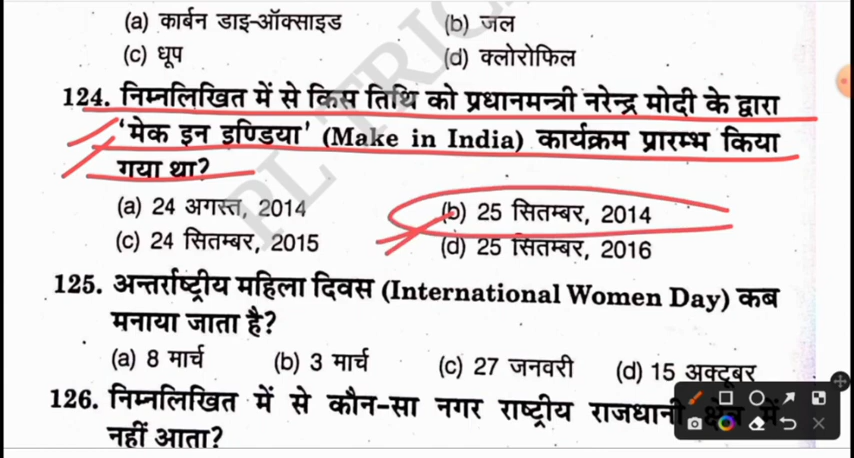 (a) कार्बन डाइ-ऑक्साइड (b) जल
(c) धूप (d) क्लोरोफिल
124. निम्नलिखित में से किस तिथि को प्रधानमन्त्री नरेन्द्र मोदी के द्वारा
'मेक इन इण्डिया' (Make in India) कार्यक्रम प्रारम्भ किया
गया था?
(a) 24 अगस्त, 2014 (b) 25 सितम्बर, 2014
(c) 24 सितम्बर, 2015 (d) 25 सितम्बर, 2016
125. अन्तर्राष्ट्रीय महिला दिवस (International Women Day) कब
मनाया जाता है?
(a) 8 मार्च (b) 3 मार्च (c) 27 जनवरी (d) 15 अक्टूबर
126. निम्नलिखित में से कौन-सा नगर राष्ट्रीय राजधानी क्षेत्र में
नहीं आता?